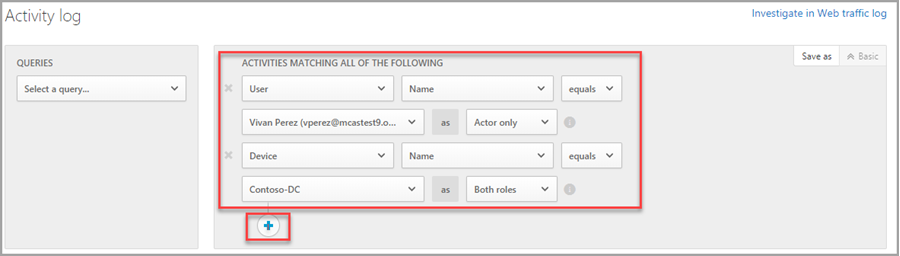 Activity log
Investigate in Web traffic log
QUERIES
Select a query...
ACTIVITIES MATCHING ALL OF THE FOLLOWING
Save as
Basic
User Name equals
Vivan Perez (vperez@mcastest9.o... as Actor only
Device Name equals
Contoso-DC as Both roles